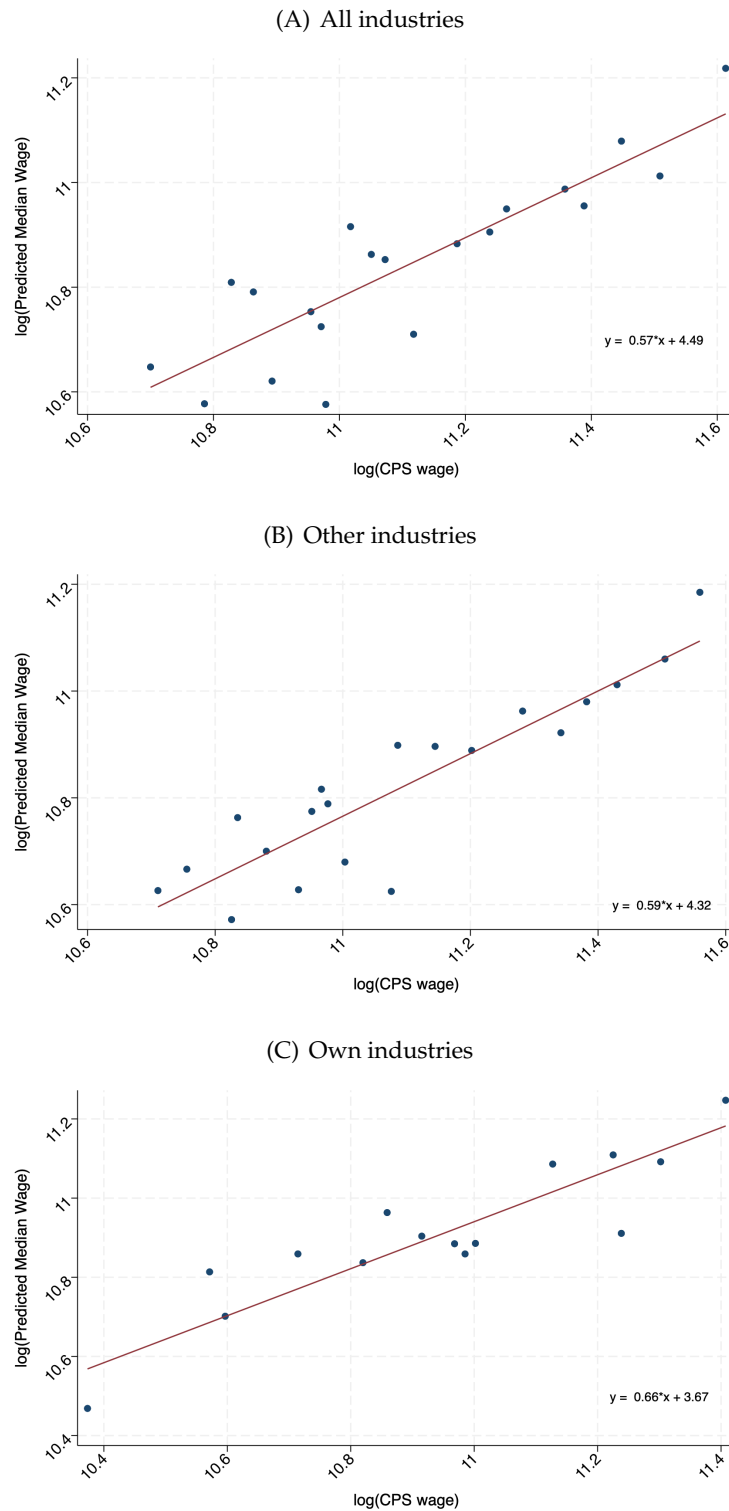 (A) All industries
log(Predicted Median Wage)
11.2
11
10.8
10.6
y = 0.57*x + 4.49
10.6 10.8 11 11.2 11.4 11.6
log(CPS wage)
(B) Other industries
log(Predicted Median Wage)
11.2
11
10.8
10.6
y = 0.59*x + 4.32
10.6 10.8 11 11.2 11.4 11.6
log(CPS wage)
(C) Own industries
log(Predicted Median Wage)
11.2
11
10.8
10.6
10.4
y = 0.66*x + 3.67
10.4 10.6 10.8 11 11.2 11.4
log(CPS wage)